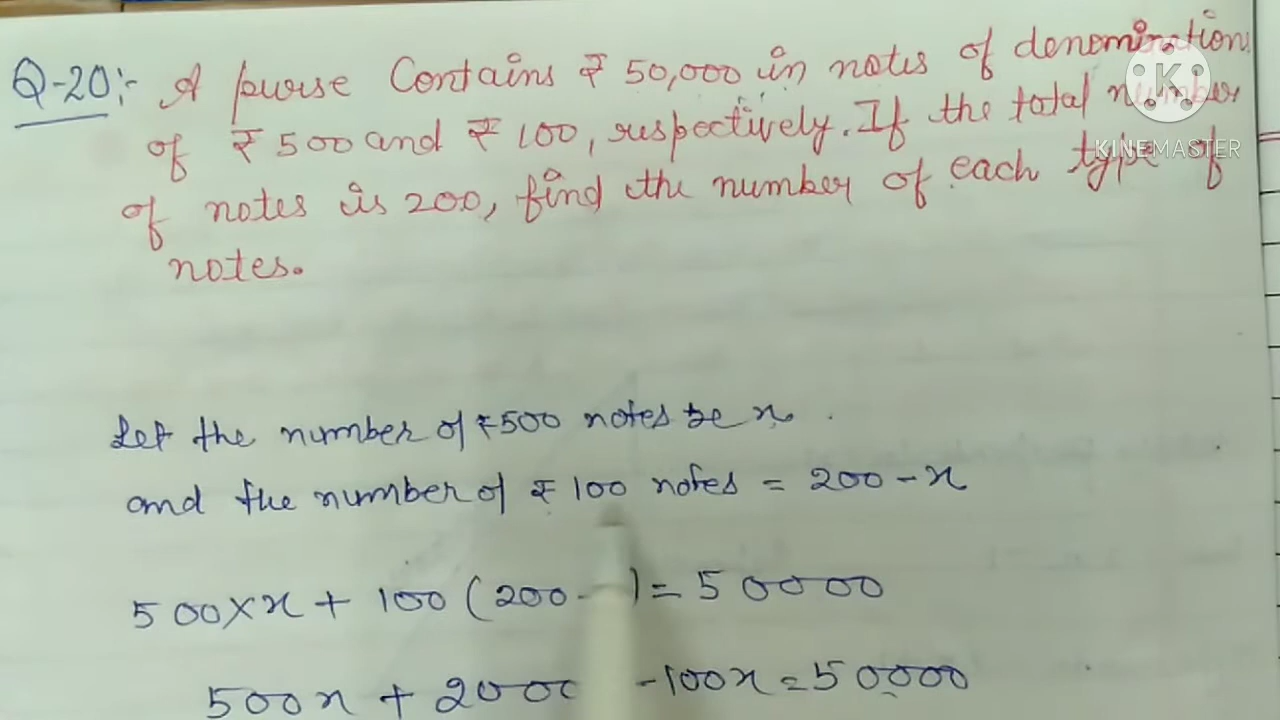 Q-20:- A purse Contains ₹ 50,000 in notes of denomination
of ₹ 500 and ₹ 100, respectively. If the total number
KINEMASTER
of notes is 200, find the number of each type of
notes.
Let the number of ₹500 notes be x.
and the number of ₹ 100 notes = 200-x
500×x + 100 (200- ) = 50000
500x + 2000 -100x = 50000